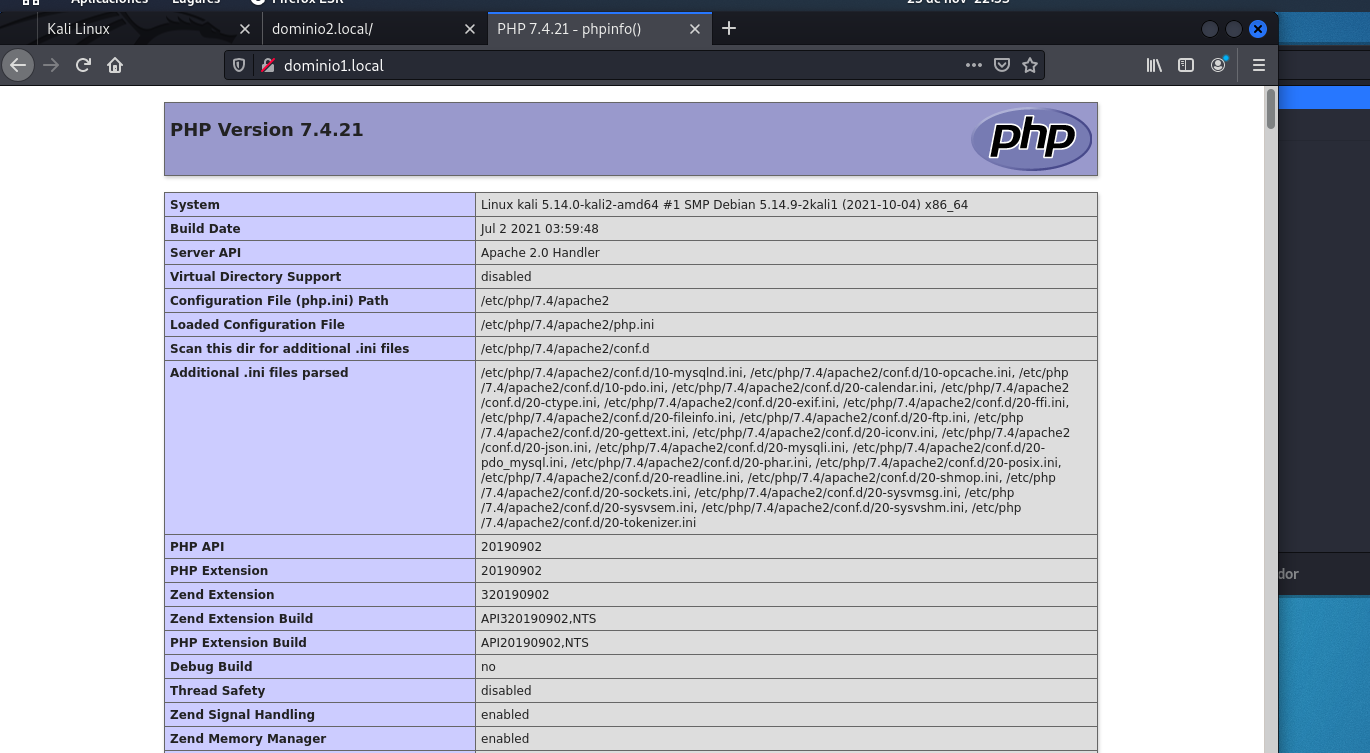 Aplicaciones Lugares Firefox ESR 25 de nov 22:55
Kali Linux
dominio2.local/
PHP 7.4.21 - phpinfo()
dominio1.local
PHP Version 7.4.21
php
System Linux kali 5.14.0-kali2-amd64 #1 SMP Debian 5.14.9-2kali1 (2021-10-04) x86_64
Build Date Jul 2 2021 03:59:48
Server API Apache 2.0 Handler
Virtual Directory Support disabled
Configuration File (php.ini) Path /etc/php/7.4/apache2
Loaded Configuration File /etc/php/7.4/apache2/php.ini
Scan this dir for additional .ini files /etc/php/7.4/apache2/conf.d
Additional .ini files parsed /etc/php/7.4/apache2/conf.d/10-mysqlnd.ini, /etc/php/7.4/apache2/conf.d/10-opcache.ini, /etc/php
/7.4/apache2/conf.d/10-pdo.ini, /etc/php/7.4/apache2/conf.d/20-calendar.ini, /etc/php/7.4/apache2
/conf.d/20-ctype.ini, /etc/php/7.4/apache2/conf.d/20-exif.ini, /etc/php/7.4/apache2/conf.d/20-ffi.ini,
/etc/php/7.4/apache2/conf.d/20-fileinfo.ini, /etc/php/7.4/apache2/conf.d/20-ftp.ini, /etc/php
/7.4/apache2/conf.d/20-gettext.ini, /etc/php/7.4/apache2/conf.d/20-iconv.ini, /etc/php/7.4/apache2
/conf.d/20-json.ini, /etc/php/7.4/apache2/conf.d/20-mysqli.ini, /etc/php/7.4/apache2/conf.d/20-
pdo_mysql.ini, /etc/php/7.4/apache2/conf.d/20-phar.ini, /etc/php/7.4/apache2/conf.d/20-posix.ini,
/etc/php/7.4/apache2/conf.d/20-readline.ini, /etc/php/7.4/apache2/conf.d/20-shmop.ini, /etc/php
/7.4/apache2/conf.d/20-sockets.ini, /etc/php/7.4/apache2/conf.d/20-sysvmsg.ini, /etc/php
/7.4/apache2/conf.d/20-sysvsem.ini, /etc/php/7.4/apache2/conf.d/20-sysvshm.ini, /etc/php
/7.4/apache2/conf.d/20-tokenizer.ini
PHP API 20190902
PHP Extension 20190902
Zend Extension 320190902
Zend Extension Build API320190902,NTS
PHP Extension Build API20190902,NTS
Debug Build no
Thread Safety disabled
Zend Signal Handling enabled
Zend Memory Manager enabled
dor